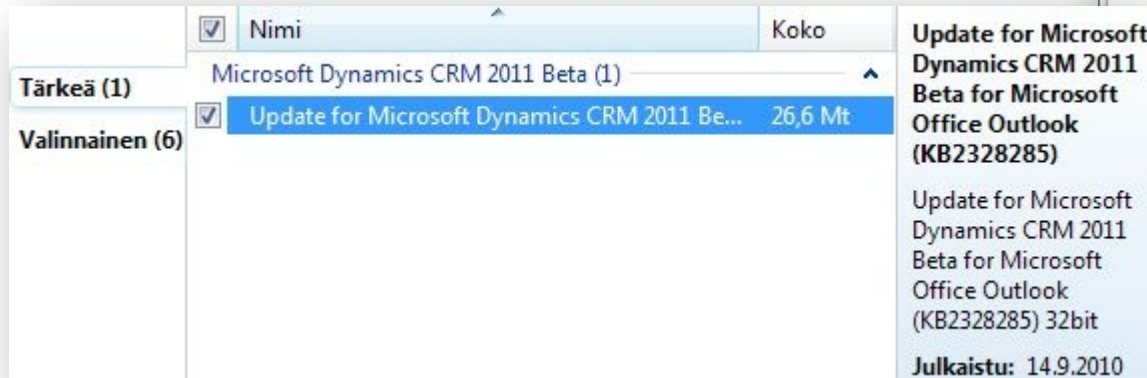 Tärkeä (1)
Valinnainen (6)
Nimi
Koko
Microsoft Dynamics CRM 2011 Beta (1)
Update for Microsoft Dynamics CRM 2011 Be...
26,6 Mt
Update for Microsoft
Dynamics CRM 2011
Beta for Microsoft
Office Outlook
(KB2328285)
Update for Microsoft
Dynamics CRM 2011
Beta for Microsoft
Office Outlook
(KB2328285) 32bit
Julkaistu: 14.9.2010